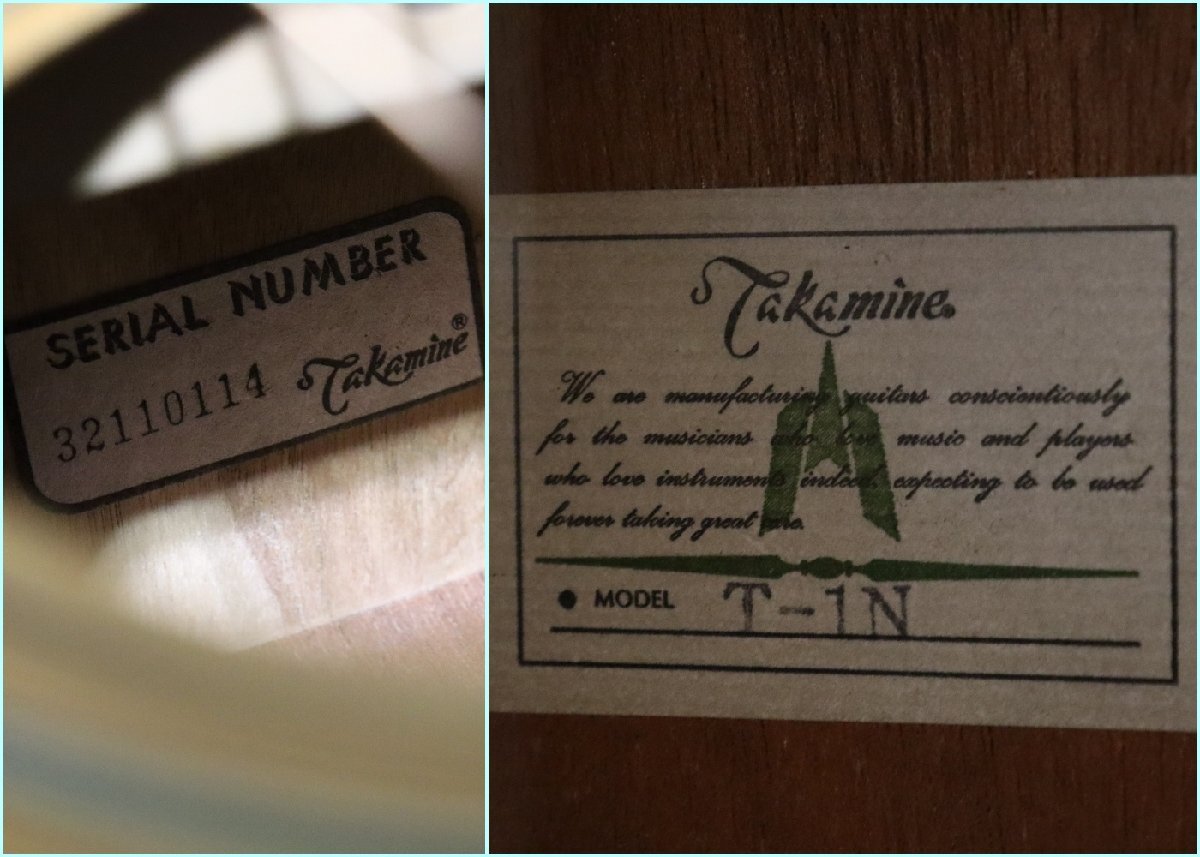 SERIAL NUMBER
32110114 Takamine®
Takamine®
We are manufacturing guitars conscientiously
for the musicians who love music and players
who love instruments indeed, expecting to be used
forever taking great care.
● MODEL T-1N